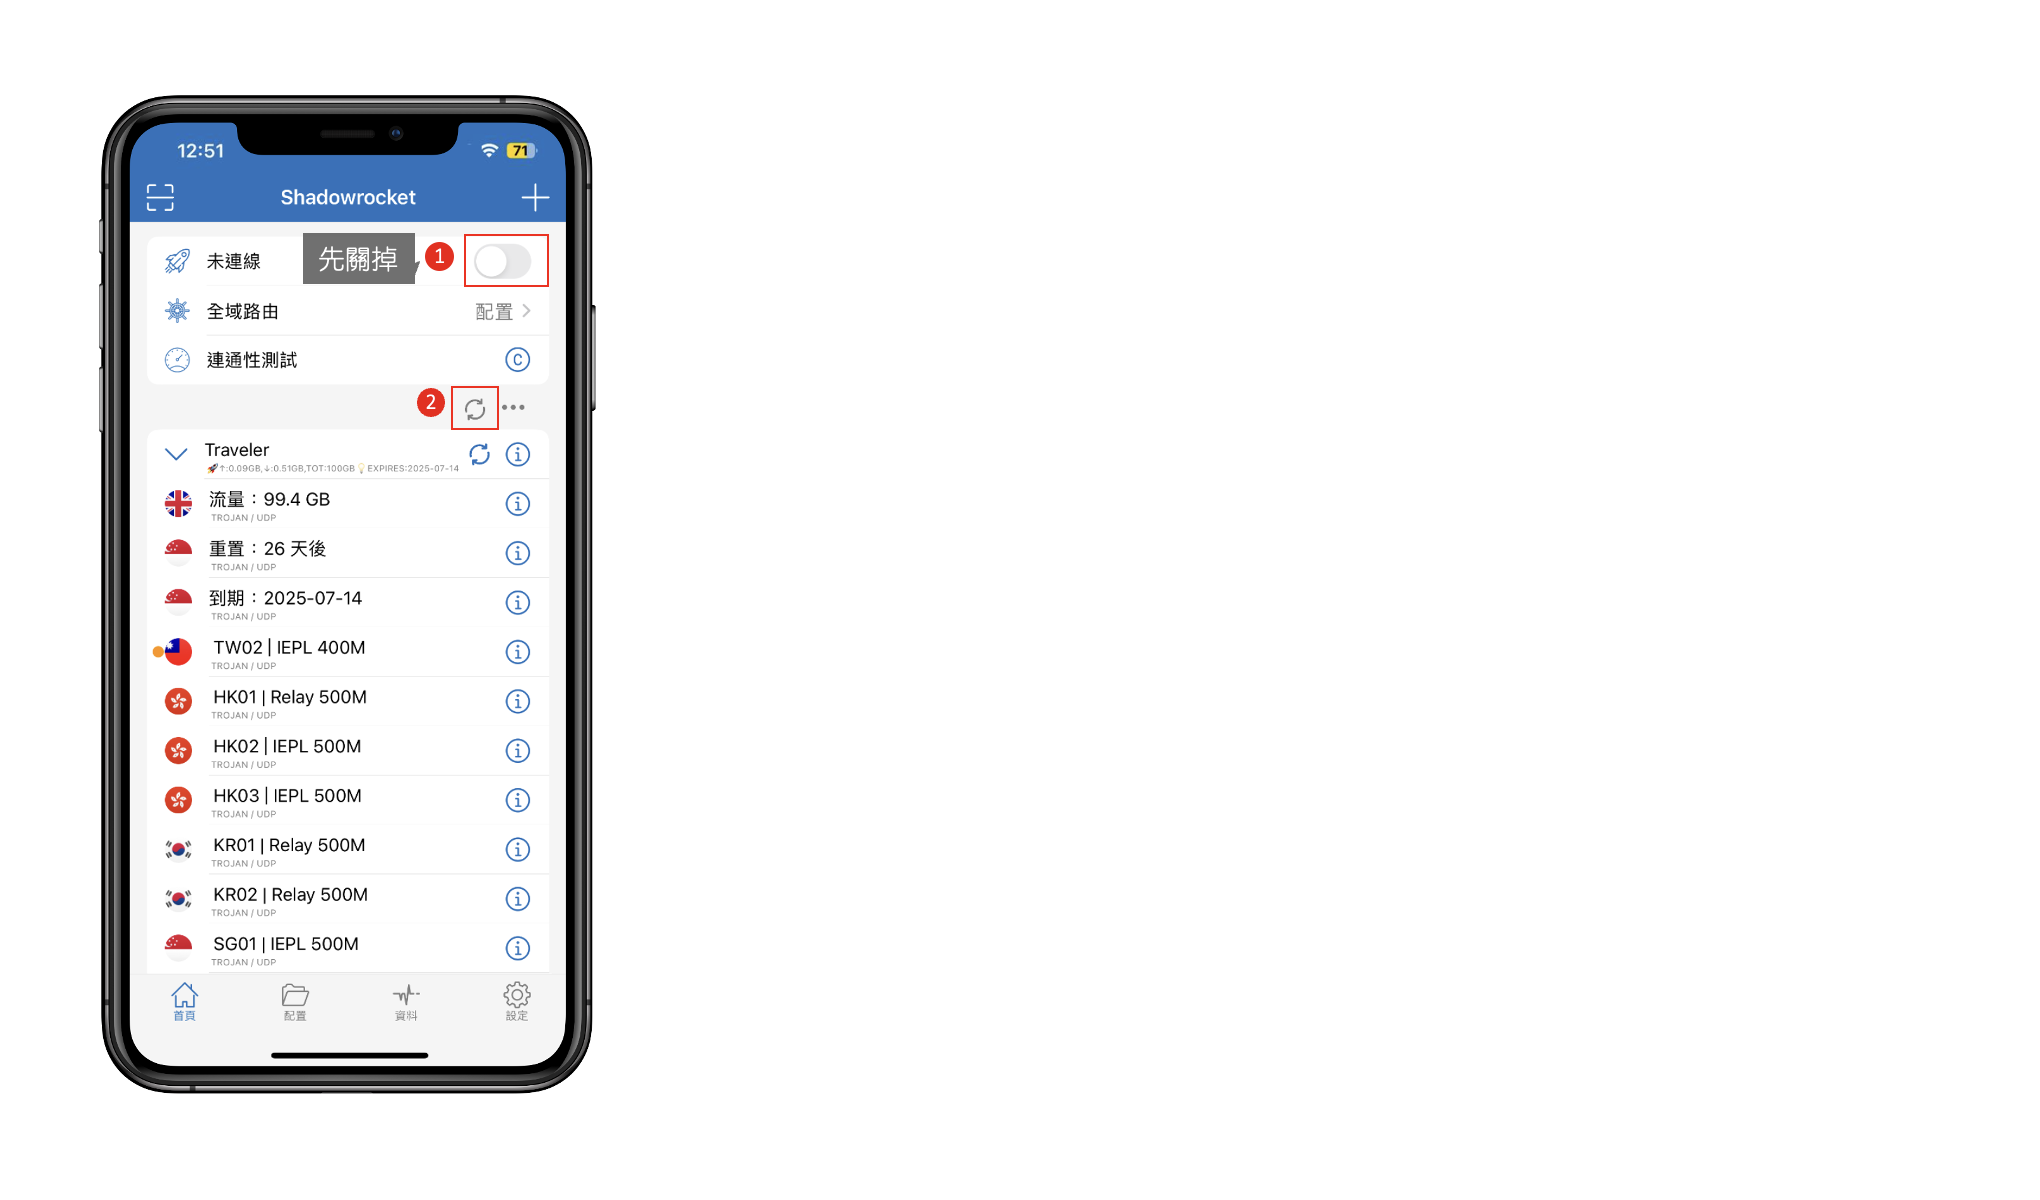 12:51
71
Shadowrocket
未連線
先關掉
1
全域路由
配置
連通性測試
C
2
Traveler
↑:0.09GB,↓:0.51GB,TOT:100GB💡EXPIRES:2025-07-14
流量：99.4 GB
TROJAN / UDP
重置：26 天後
TROJAN / UDP
到期：2025-07-14
TROJAN / UDP
TW02 | IEPL 400M
TROJAN / UDP
HK01 | Relay 500M
TROJAN / UDP
HK02 | IEPL 500M
TROJAN / UDP
HK03 | IEPL 500M
TROJAN / UDP
KR01 | Relay 500M
TROJAN / UDP
KR02 | Relay 500M
TROJAN / UDP
SG01 | IEPL 500M
TROJAN / UDP
首頁
配置
資料
設定